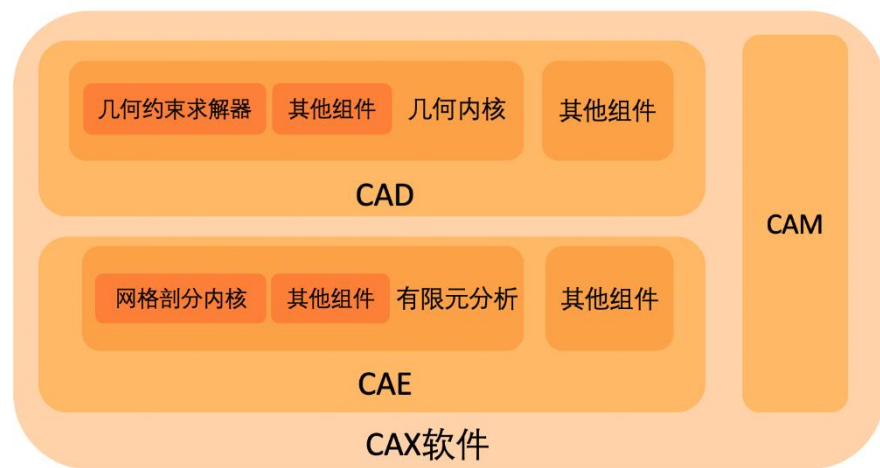 几何约束求解器 其他组件 几何内核 其他组件
CAD
CAM
网格剖分内核 其他组件 有限元分析 其他组件
CAE
CAX软件